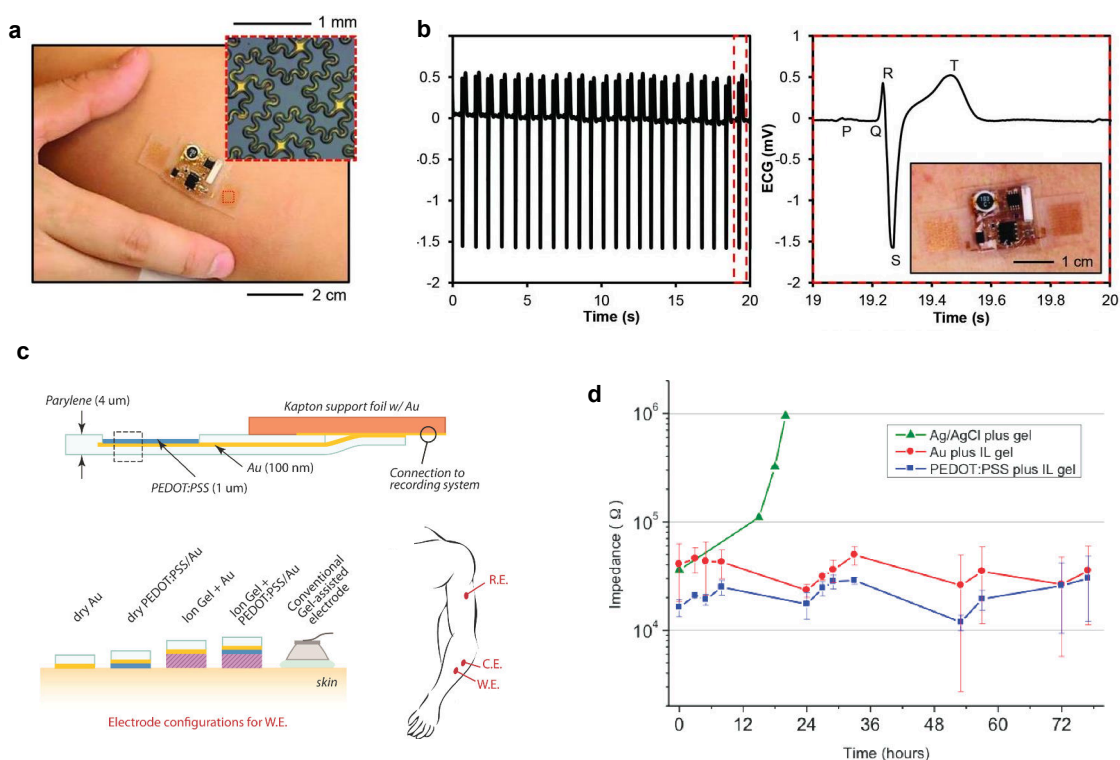 a
1 mm
2 cm
b
1
0.5
0
-0.5
-1
-1.5
-2
0
5
10
15
20
Time (s)
ECG (mV)
1
0.5
0
-0.5
-1
-1.5
-2
P
Q
R
S
T
1 cm
19
19.2
19.4
19.6
19.8
20
Time (s)
c
Parylene (4 um)
Kapton support foil w/ Au
Au (100 nm)
PEDOT:PSS (1 um)
Connection to
recording system
dry Au
dry PEDOT:PSS/Au
Ion Gel + Au
Ion Gel +
PEDOT:PSS/Au
Conventional
Gel-assisted
electrode
skin
Electrode configurations for W.E.
R.E.
C.E.
W.E.
d
Impedance ( Ω )
10⁶
10⁵
10⁴
Ag/AgCl plus gel
Au plus IL gel
PEDOT:PSS plus IL gel
0
12
24
36
48
60
72
Time (hours)